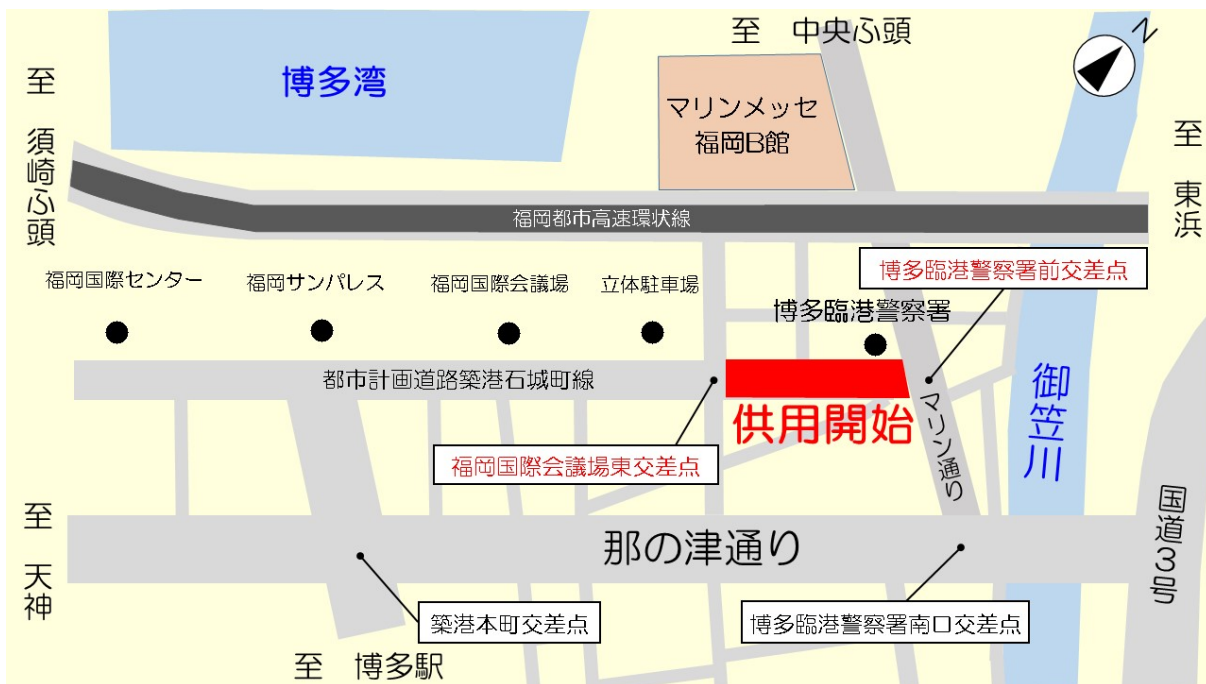 至 中央ふ頭
N
博多湾
至 須崎ふ頭
マリンメッセ
福岡B館
至 東浜
福岡都市高速環状線
博多臨港警察署前交差点
福岡国際センター
福岡サンパレス
福岡国際会議場
立体駐車場
博多臨港警察署
都市計画道路築港石城町線
供用開始
マリン通り
御笠川
福岡国際会議場東交差点
国道3号
至 天神
那の津通り
築港本町交差点
博多臨港警察署南口交差点
至 博多駅